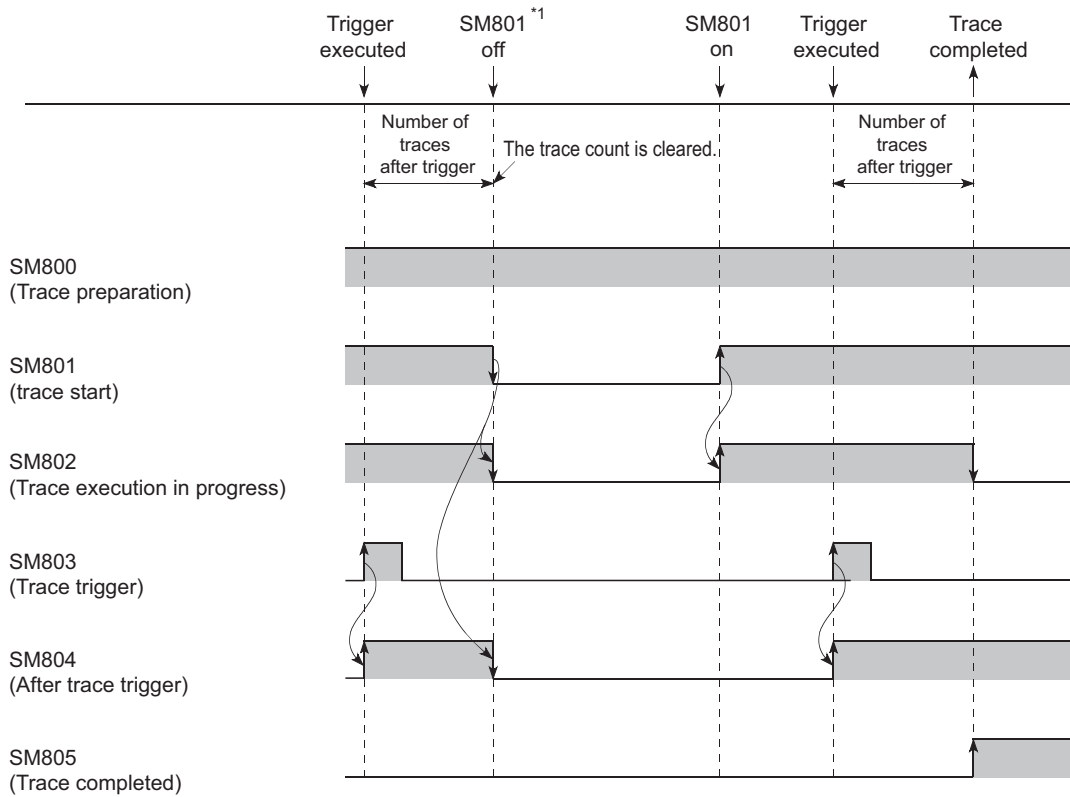 Trigger
executed
SM801 *1
off
SM801
on
Trigger
executed
Trace
completed
Number of
traces
after trigger
The trace count is cleared.
Number of
traces
after trigger
SM800
(Trace preparation)
SM801
(trace start)
SM802
(Trace execution in progress)
SM803
(Trace trigger)
SM804
(After trace trigger)
SM805
(Trace completed)